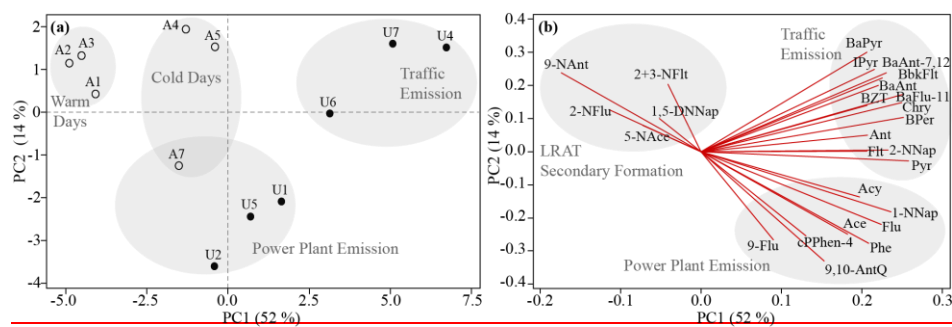 (a)
A4
A5
A3
A2
A1
Warm
Days
Cold Days
U7
U4
Traffic
Emission
U6
A7
U1
U5
U2
Power Plant Emission
PC2 (14 %)
2
1
0
-1
-2
-3
-4
-5.0
-2.5
0.0
2.5
5.0
7.5
PC1 (52 %)
(b)
Traffic
Emission
BaPyr
9-NAnt
2+3-NFlt
IPyr BaAnt-7,12
BbkFlt
BaAnt
2-NFlu
1,5-DNNap
BZT
BaFlu-11
Chry
BPer
5-NAce
Ant
LRAT
Secondary Formation
Flt
2-NNap
Pyr
Acy
1-NNap
Ace
Flu
9-Flu
cPPhen-4
Phe
Power Plant Emission
9,10-AntQ
PC2 (14 %)
0.4
0.3
0.2
0.1
0.0
-0.1
-0.2
-0.3
-0.4
-0.2
-0.1
0.0
0.1
0.2
0.3
PC1 (52 %)